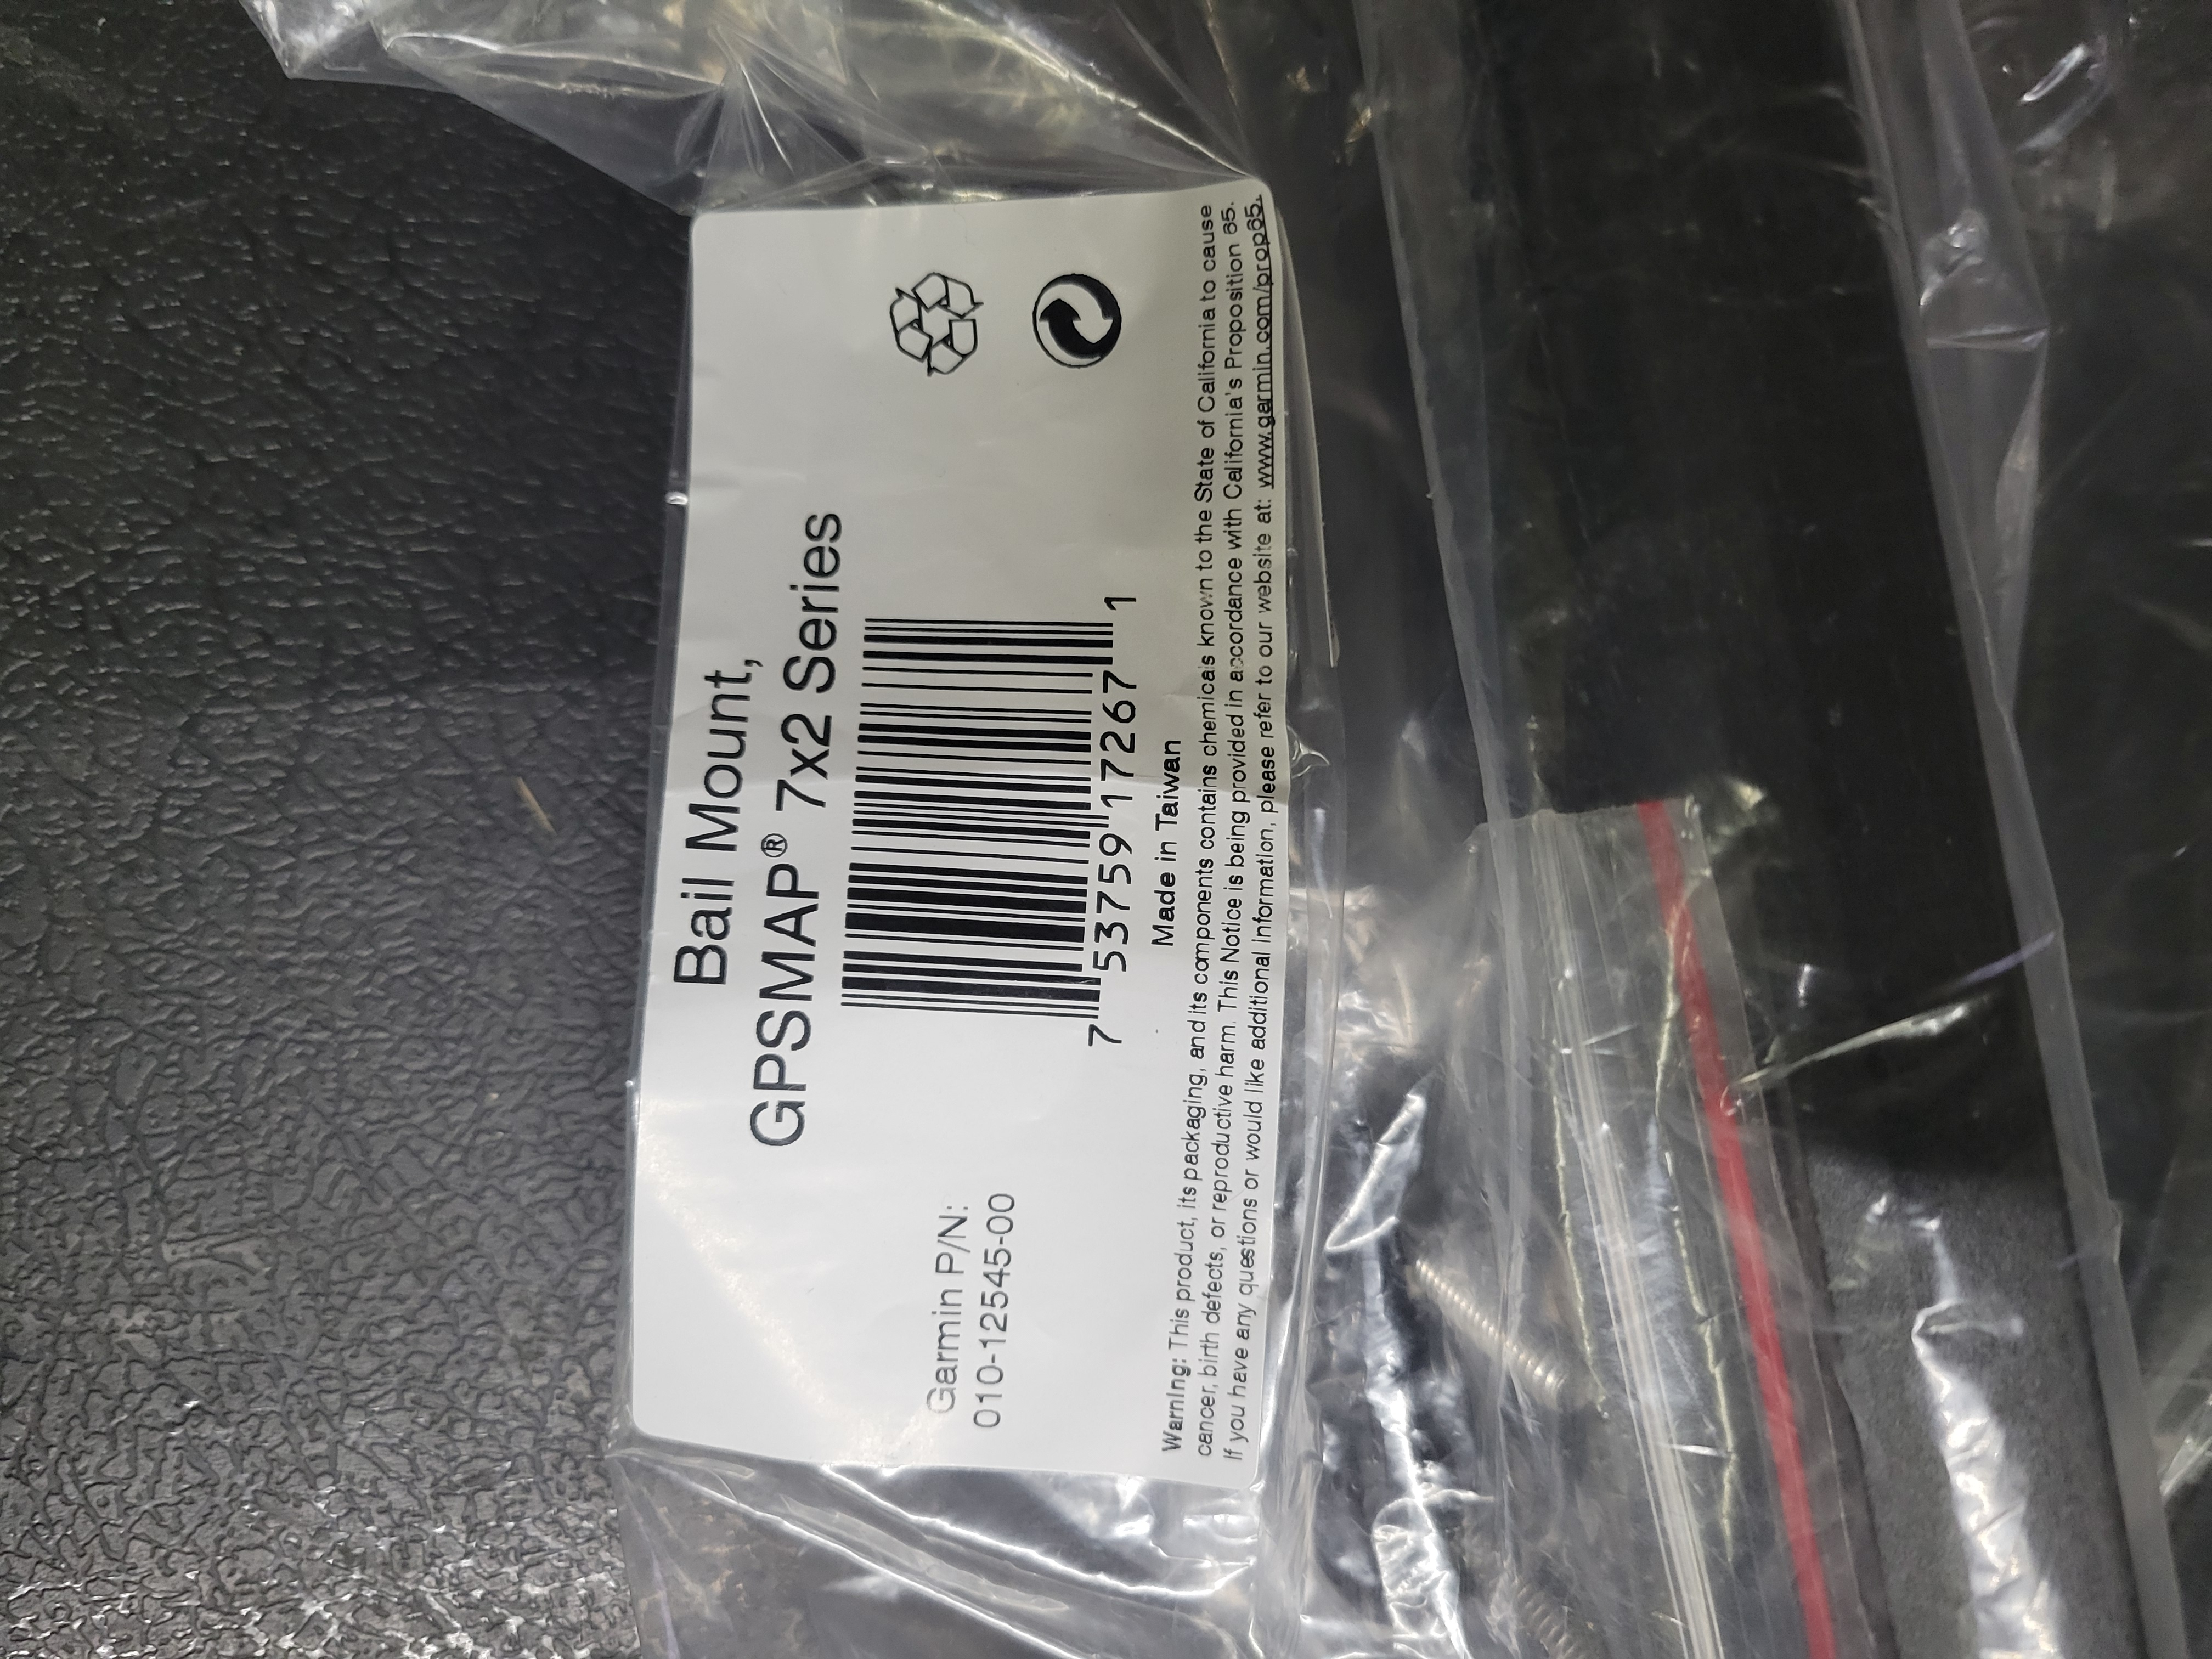 Bail Mount,
GPSMAP® 7x2 Series
Garmin P/N:
010-12545-00
7 53759 17267 1
Made in Taiwan
Warning: This product, its packaging, and its components contains chemicals known to the State of California to cause
cancer, birth defects, or reproductive harm. This Notice is being provided in accordance with California's Proposition 65.
If you have any questions or would like additional information, please refer to our website at: www.garmin.com/prop65.